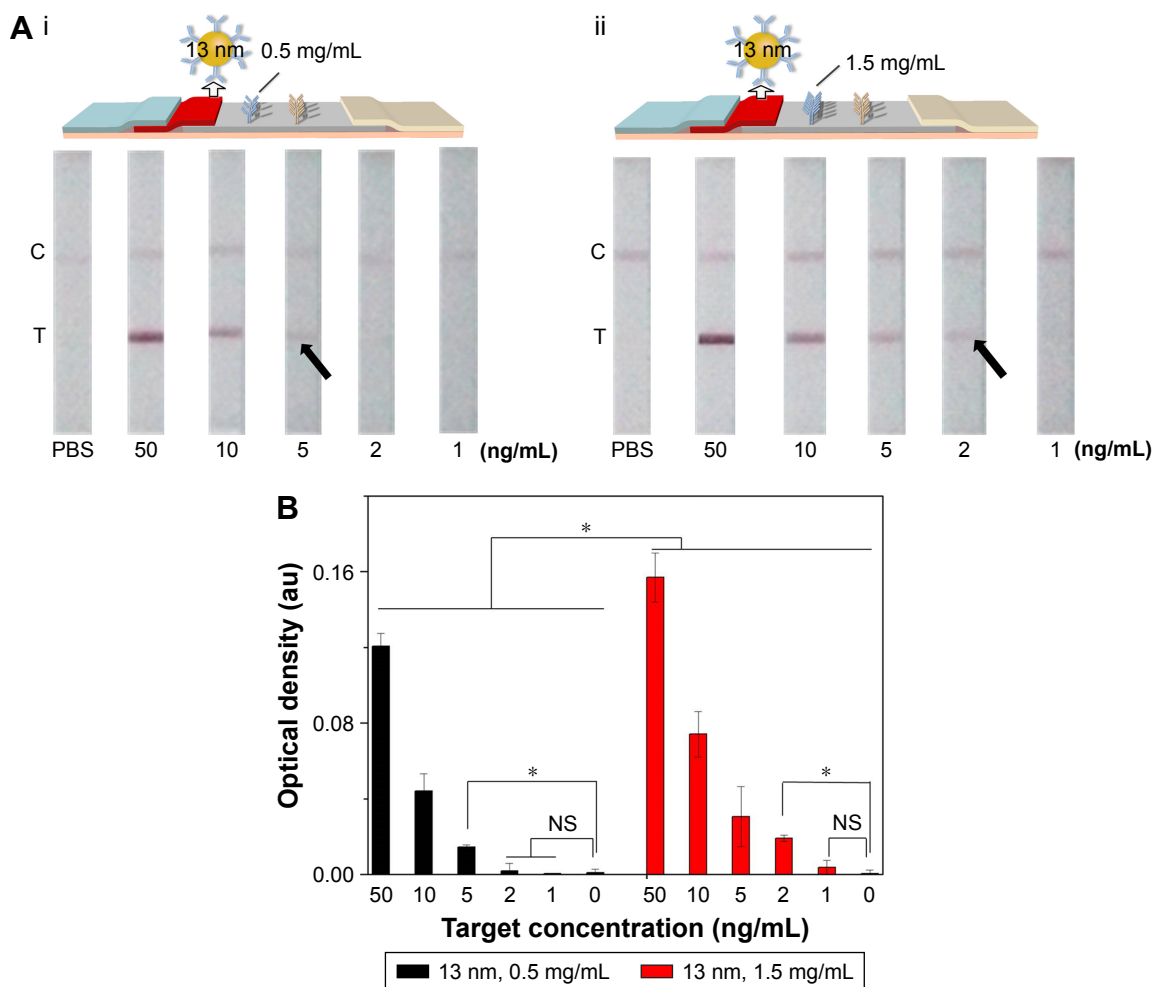 A i
13 nm
0.5 mg/mL
C
T
PBS 50 10 5 2 1 (ng/mL)
ii
13 nm
1.5 mg/mL
C
T
PBS 50 10 5 2 1 (ng/mL)
B
*
0.16
0.08
0.00
Optical density (au)
*
NS
*
NS
50 10 5 2 1 0 50 10 5 2 1 0
Target concentration (ng/mL)
13 nm, 0.5 mg/mL 13 nm, 1.5 mg/mL